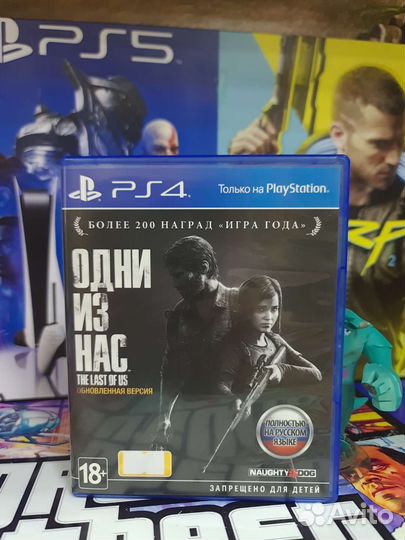 PS5
PS4
Только на PlayStation®
БОЛЕЕ 200 НАГРАД «ИГРА ГОДА»
ОДНИ
ИЗ
НАС
THE LAST OF US
ОБНОВЛЕННАЯ ВЕРСИЯ
ПОЛНОСТЬЮ
НА РУССКОМ
ЯЗЫКЕ
18+
NAUGHTY DOG
ЗАПРЕЩЕНО ДЛЯ ДЕТЕЙ
Avito